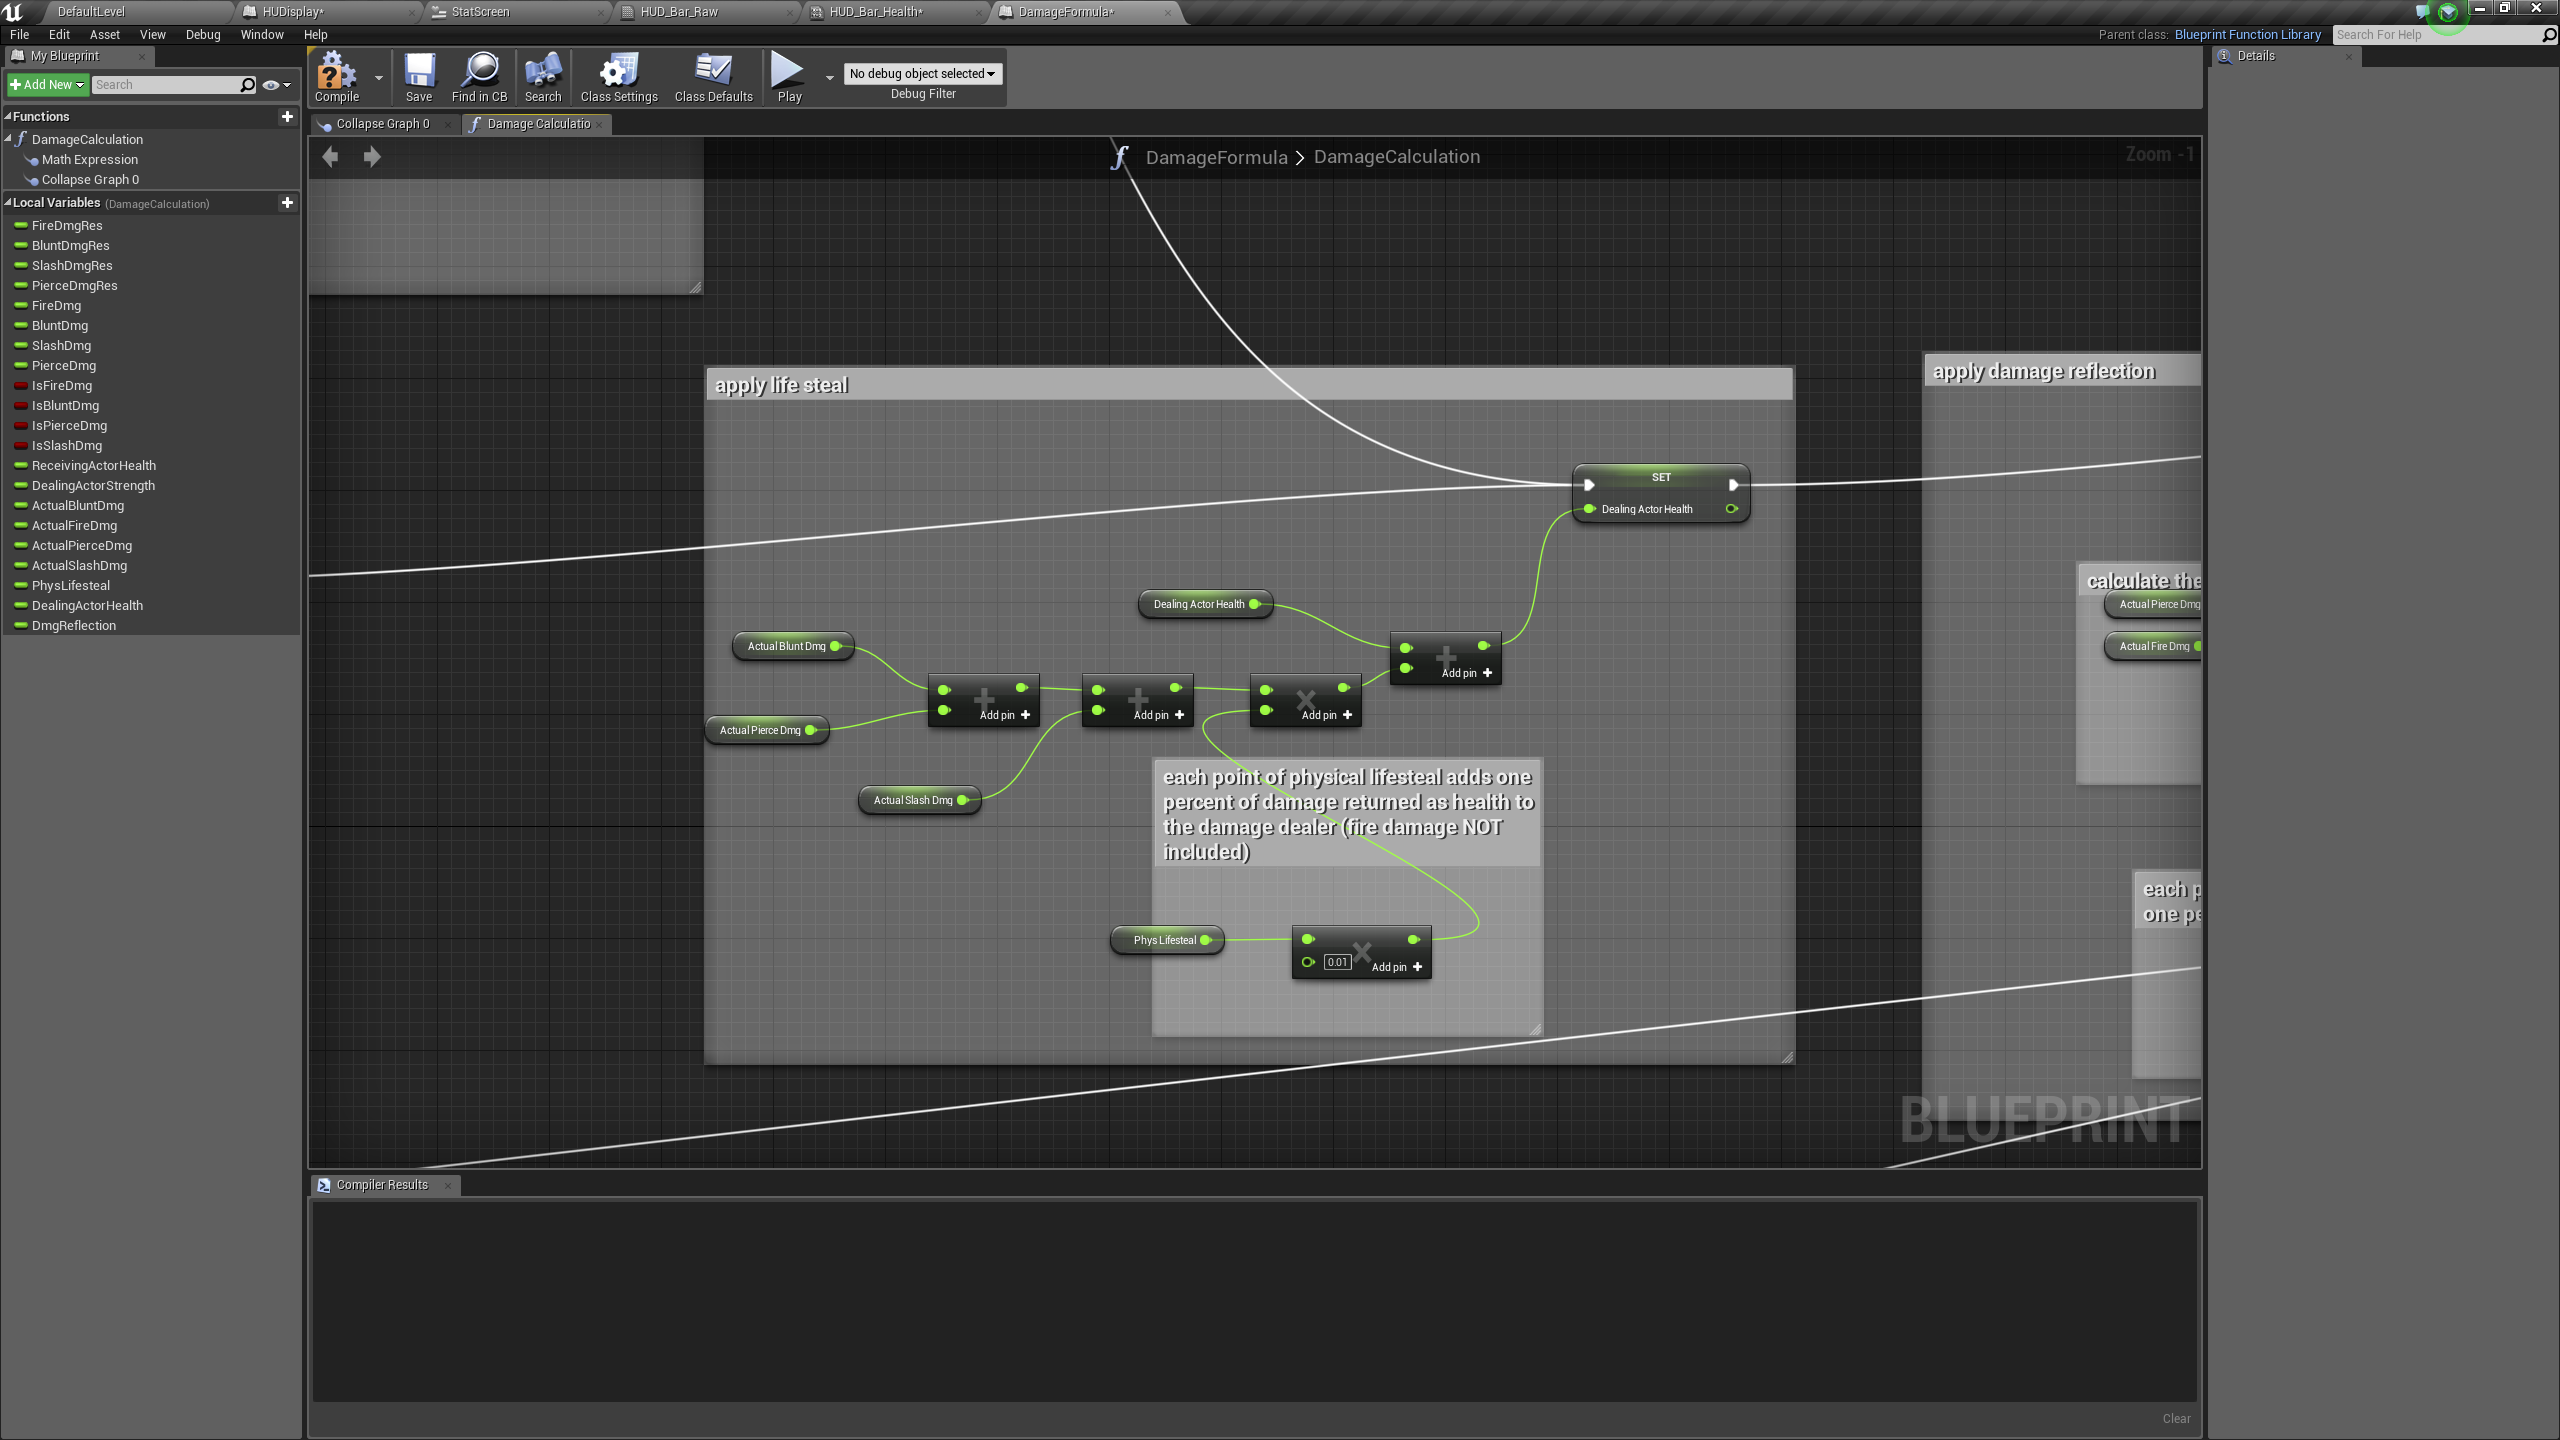 DefaultLevel
HUDisplay*
StatScreen
HUD_Bar_Raw
HUD_Bar_Health*
DamageFormula*
File Edit Asset View Debug Window Help
Parent class: Blueprint Function Library
Search For Help
My Blueprint
Add New
Search
Compile
Save
Find in CB
Search
Class Settings
Class Defaults
Play
No debug object selected
Debug Filter
Details
Functions
DamageCalculation
Math Expression
Collapse Graph 0
Local Variables (DamageCalculation)
FireDmgRes
BluntDmgRes
SlashDmgRes
PierceDmgRes
FireDmg
BluntDmg
SlashDmg
PierceDmg
IsFireDmg
IsBluntDmg
IsPierceDmg
IsSlashDmg
ReceivingActorHealth
DealingActorStrength
ActualBluntDmg
ActualFireDmg
ActualPierceDmg
ActualSlashDmg
PhysLifesteal
DealingActorHealth
DmgReflection
Collapse Graph 0
Damage Calculatio
DamageFormula > DamageCalculation
Zoom -1
apply life steal
SET
Dealing Actor Health
Dealing Actor Health
Actual Blunt Dmg
Actual Pierce Dmg
Actual Slash Dmg
Add pin
Add pin
Add pin
Add pin
each point of physical lifesteal adds one
percent of damage returned as health to
the damage dealer (fire damage NOT
included)
Phys Lifesteal
0.01
Add pin
apply damage reflection
calculate the
Actual Pierce Dmg
Actual Fire Dmg
each p
one pe
BLUEPRINT
Compiler Results
Clear